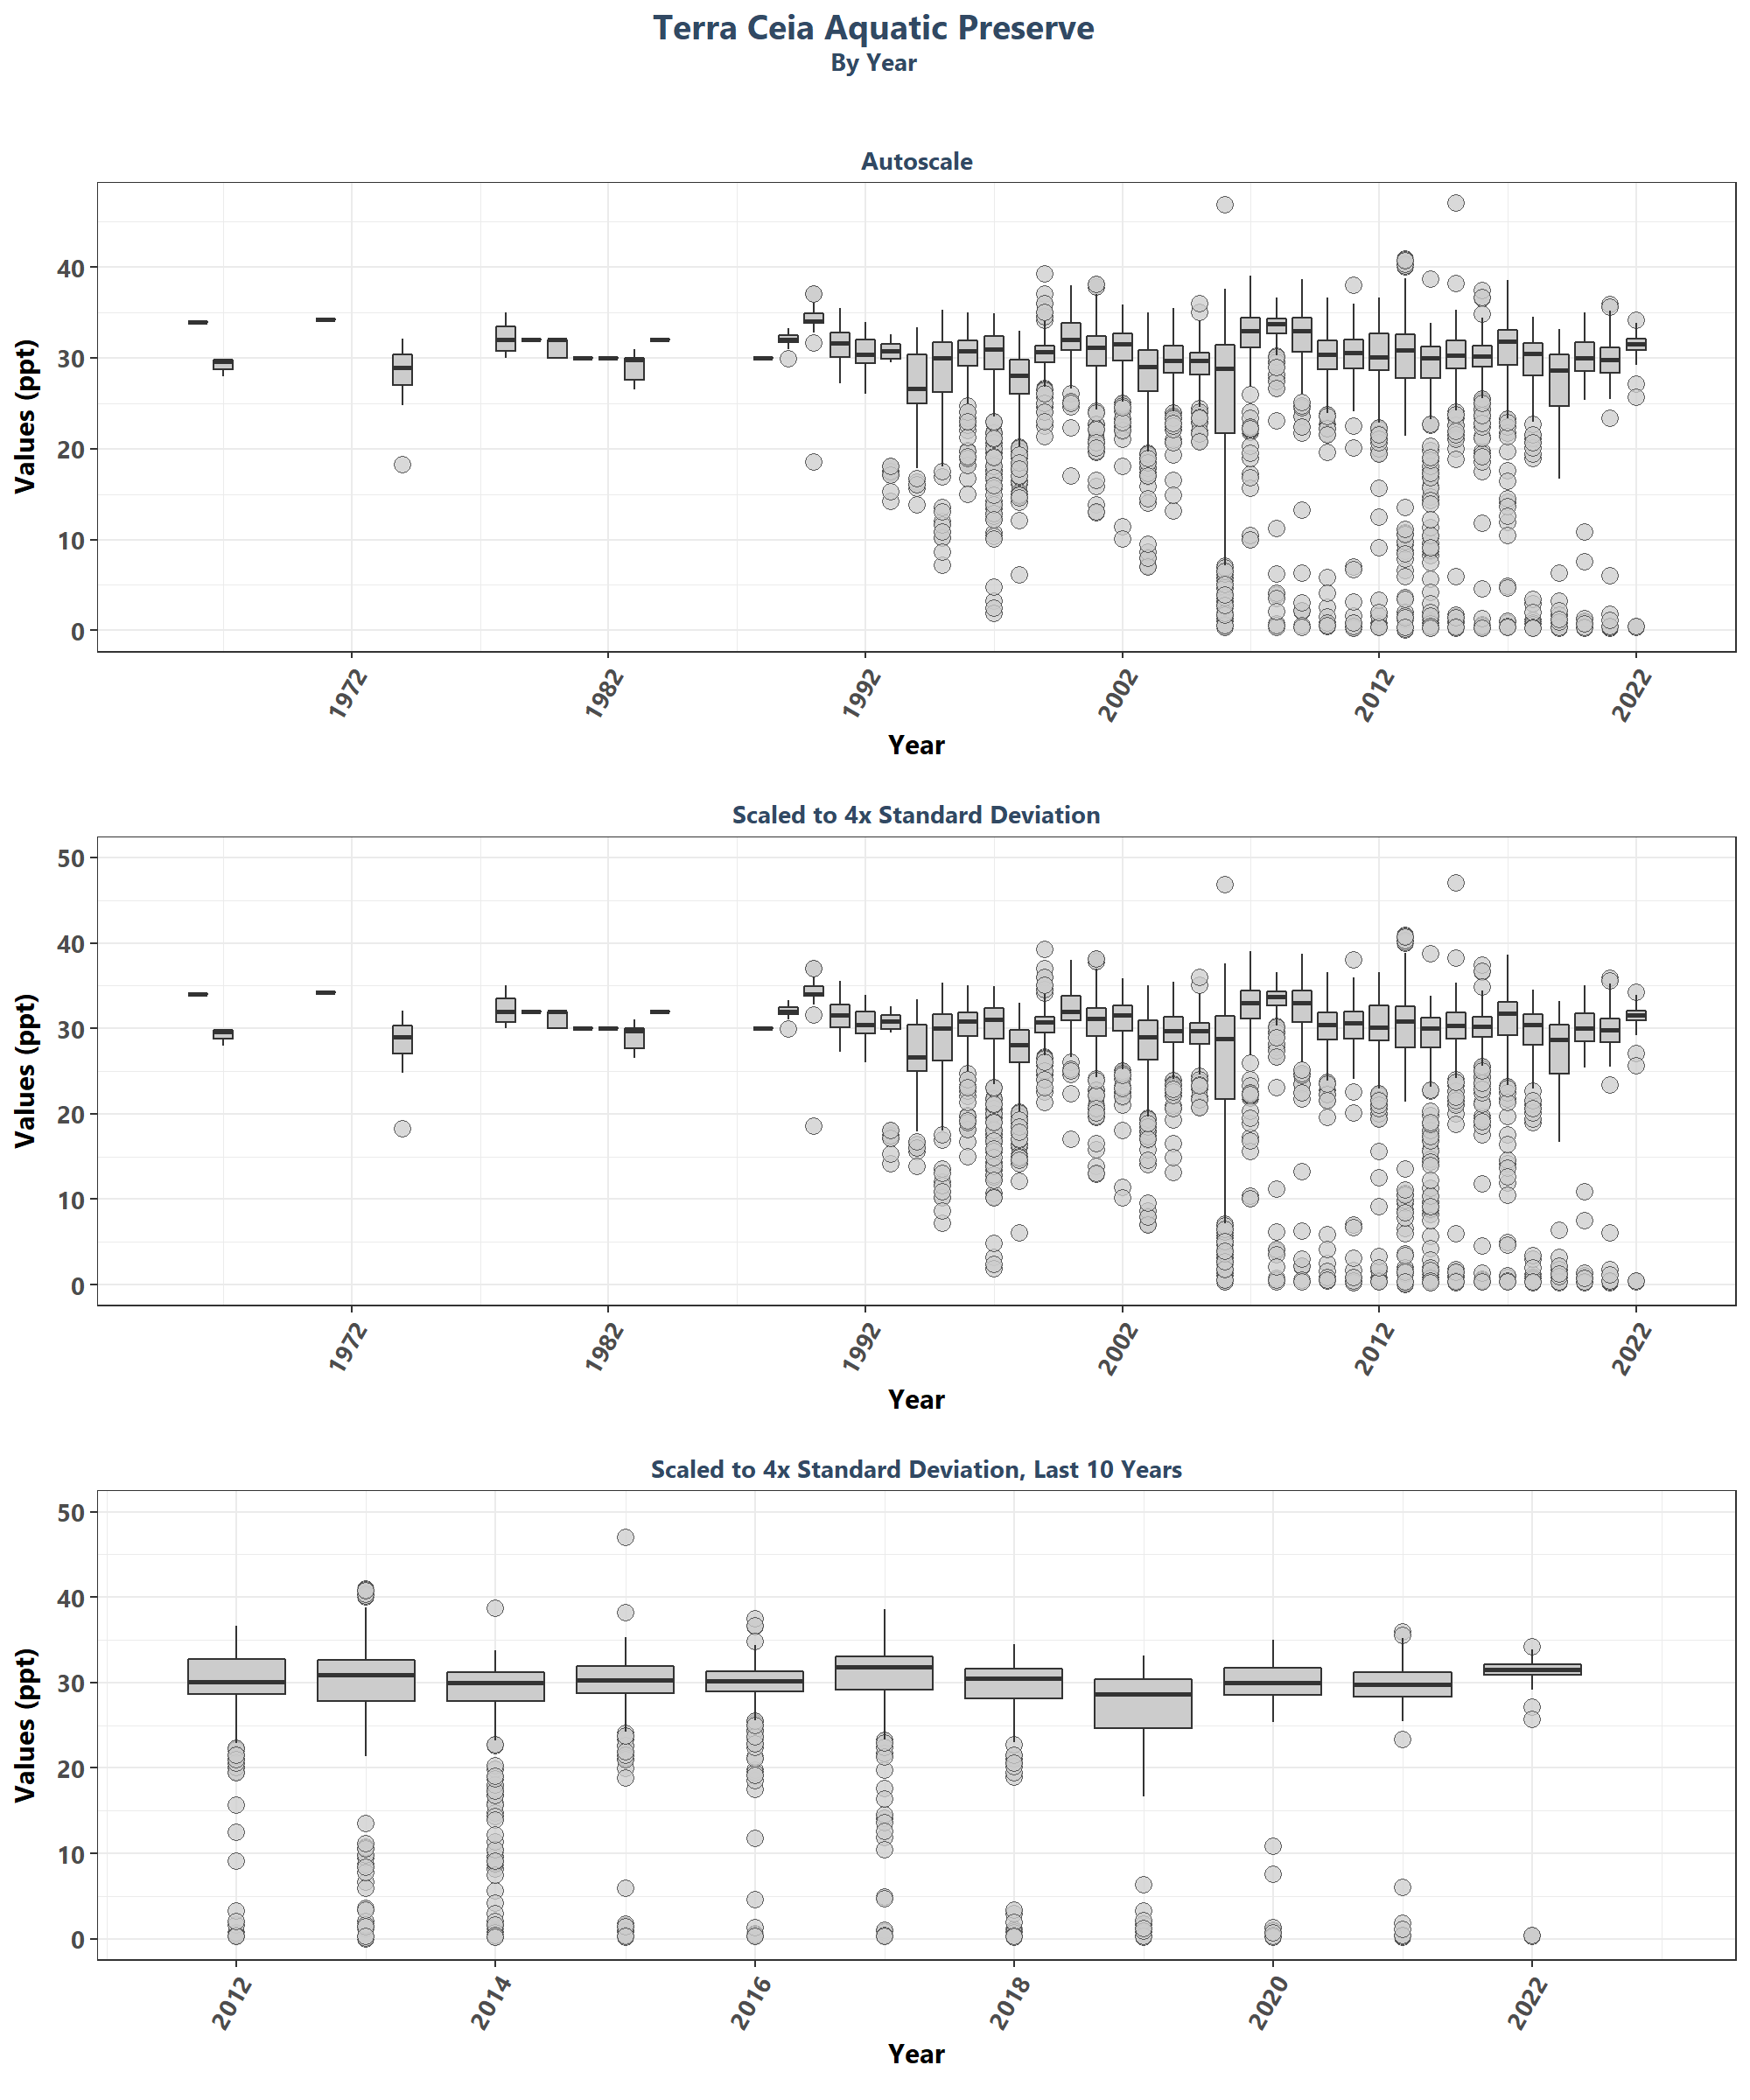 Terra Ceia Aquatic Preserve
By Year
Autoscale
Values (ppt)
40
30
20
10
0
1972 1982 1992 2002 2012 2022
Year
Scaled to 4x Standard Deviation
Values (ppt)
50
40
30
20
10
0
1972 1982 1992 2002 2012 2022
Year
Scaled to 4x Standard Deviation, Last 10 Years
Values (ppt)
50
40
30
20
10
0
2012 2014 2016 2018 2020 2022
Year